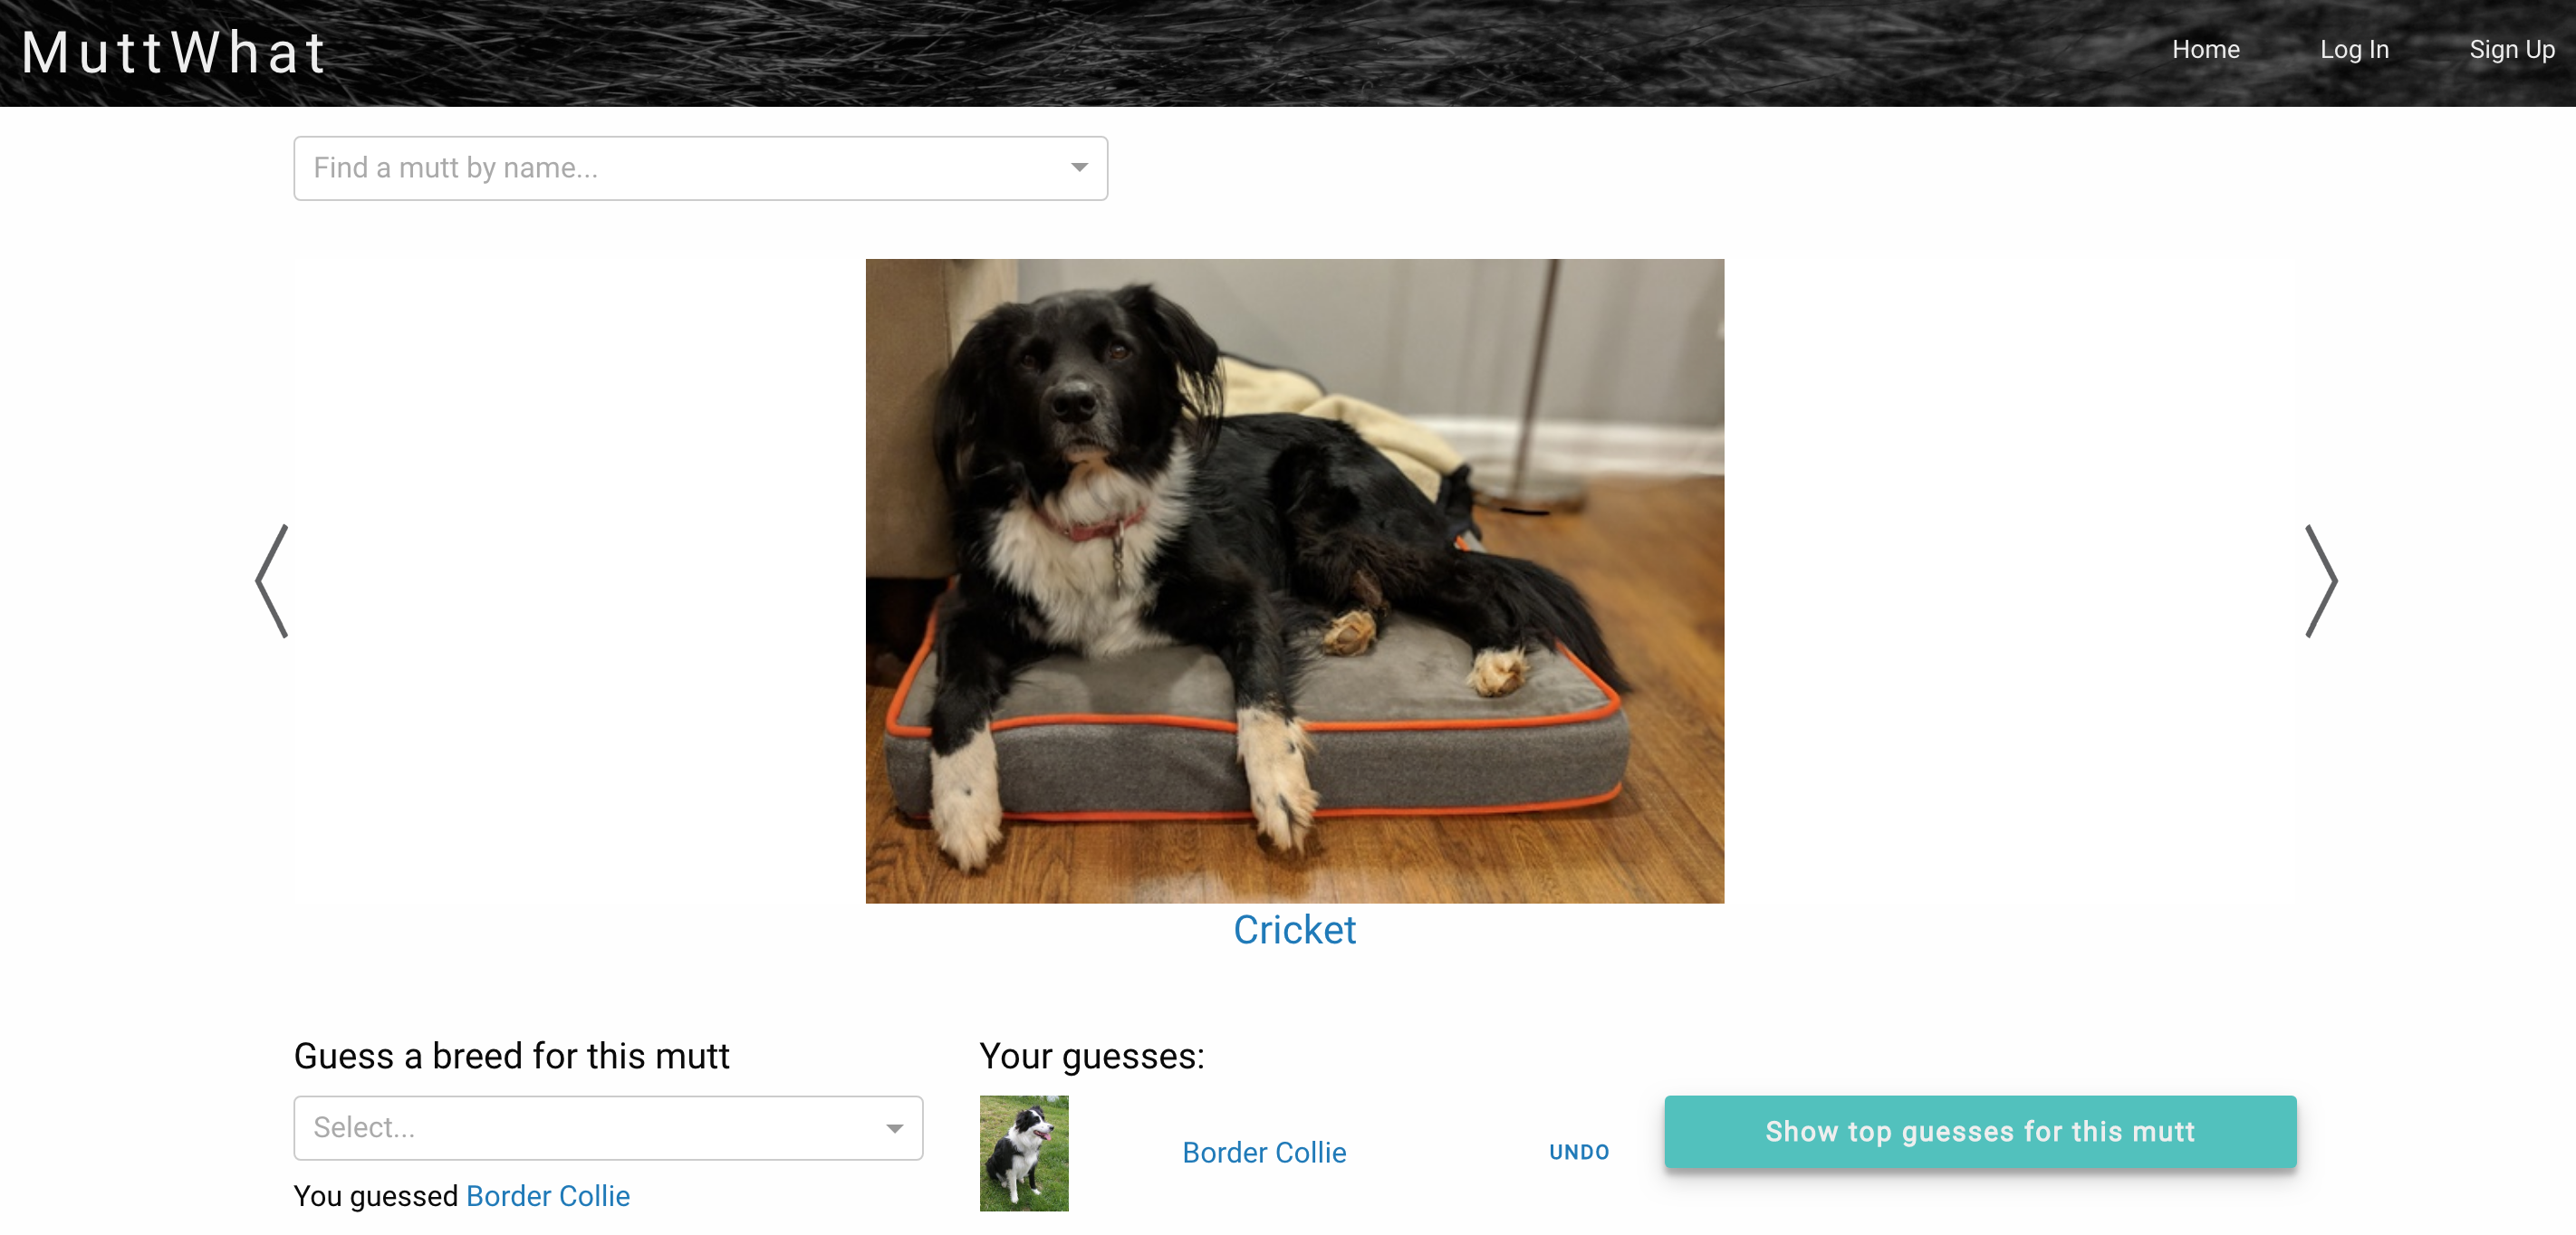 MuttWhat
Home
Log In
Sign Up
Find a mutt by name...
Cricket
Guess a breed for this mutt
Your guesses:
Select...
Border Collie
UNDO
Show top guesses for this mutt
You guessed Border Collie